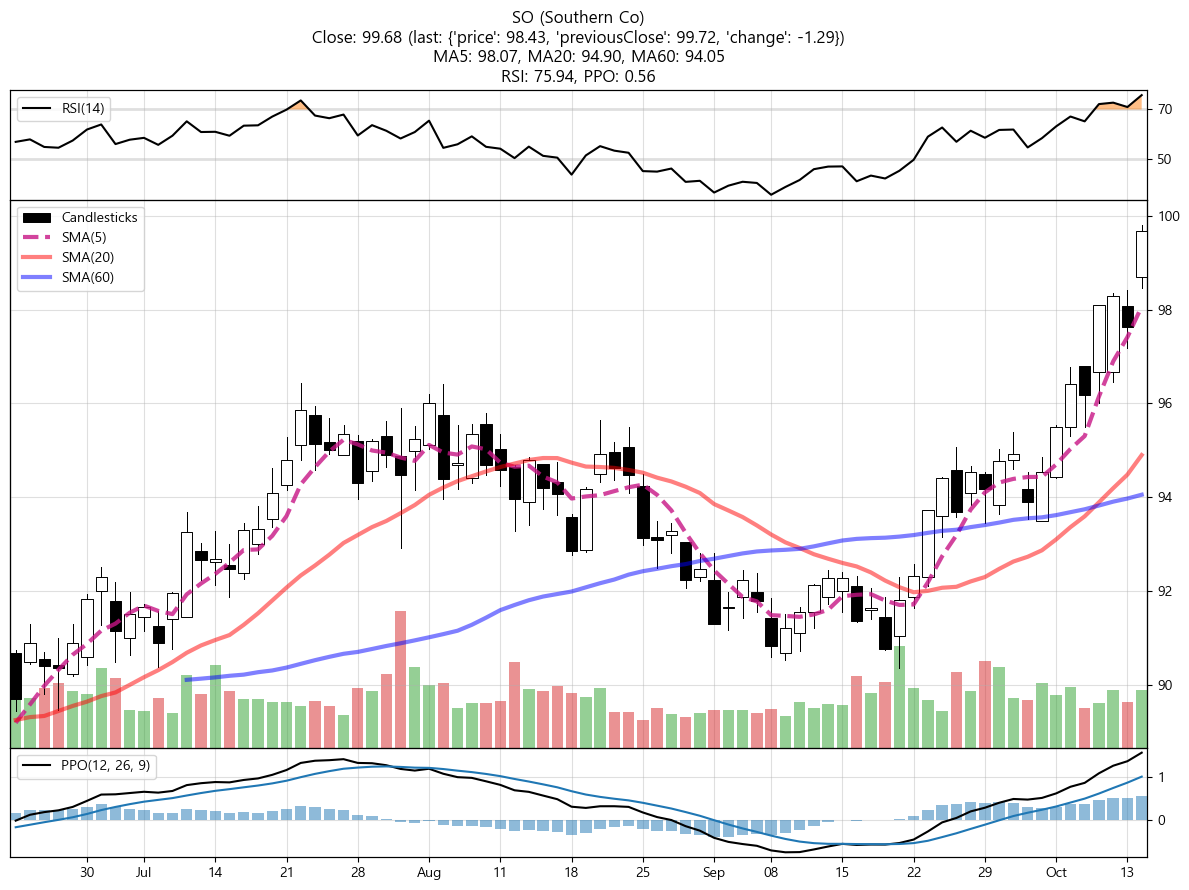 SO (Southern Co)
Close: 99.68 (last: {'price': 98.43, 'previousClose': 99.72, 'change': -1.29})
MA5: 98.07, MA20: 94.90, MA60: 94.05
RSI: 75.94, PPO: 0.56
RSI(14)
70
50
Candlesticks
SMA(5)
SMA(20)
SMA(60)
100
98
96
94
92
90
PPO(12, 26, 9)
1
0
30 Jul 14 21 28 Aug 11 18 25 Sep 08 15 22 29 Oct 13